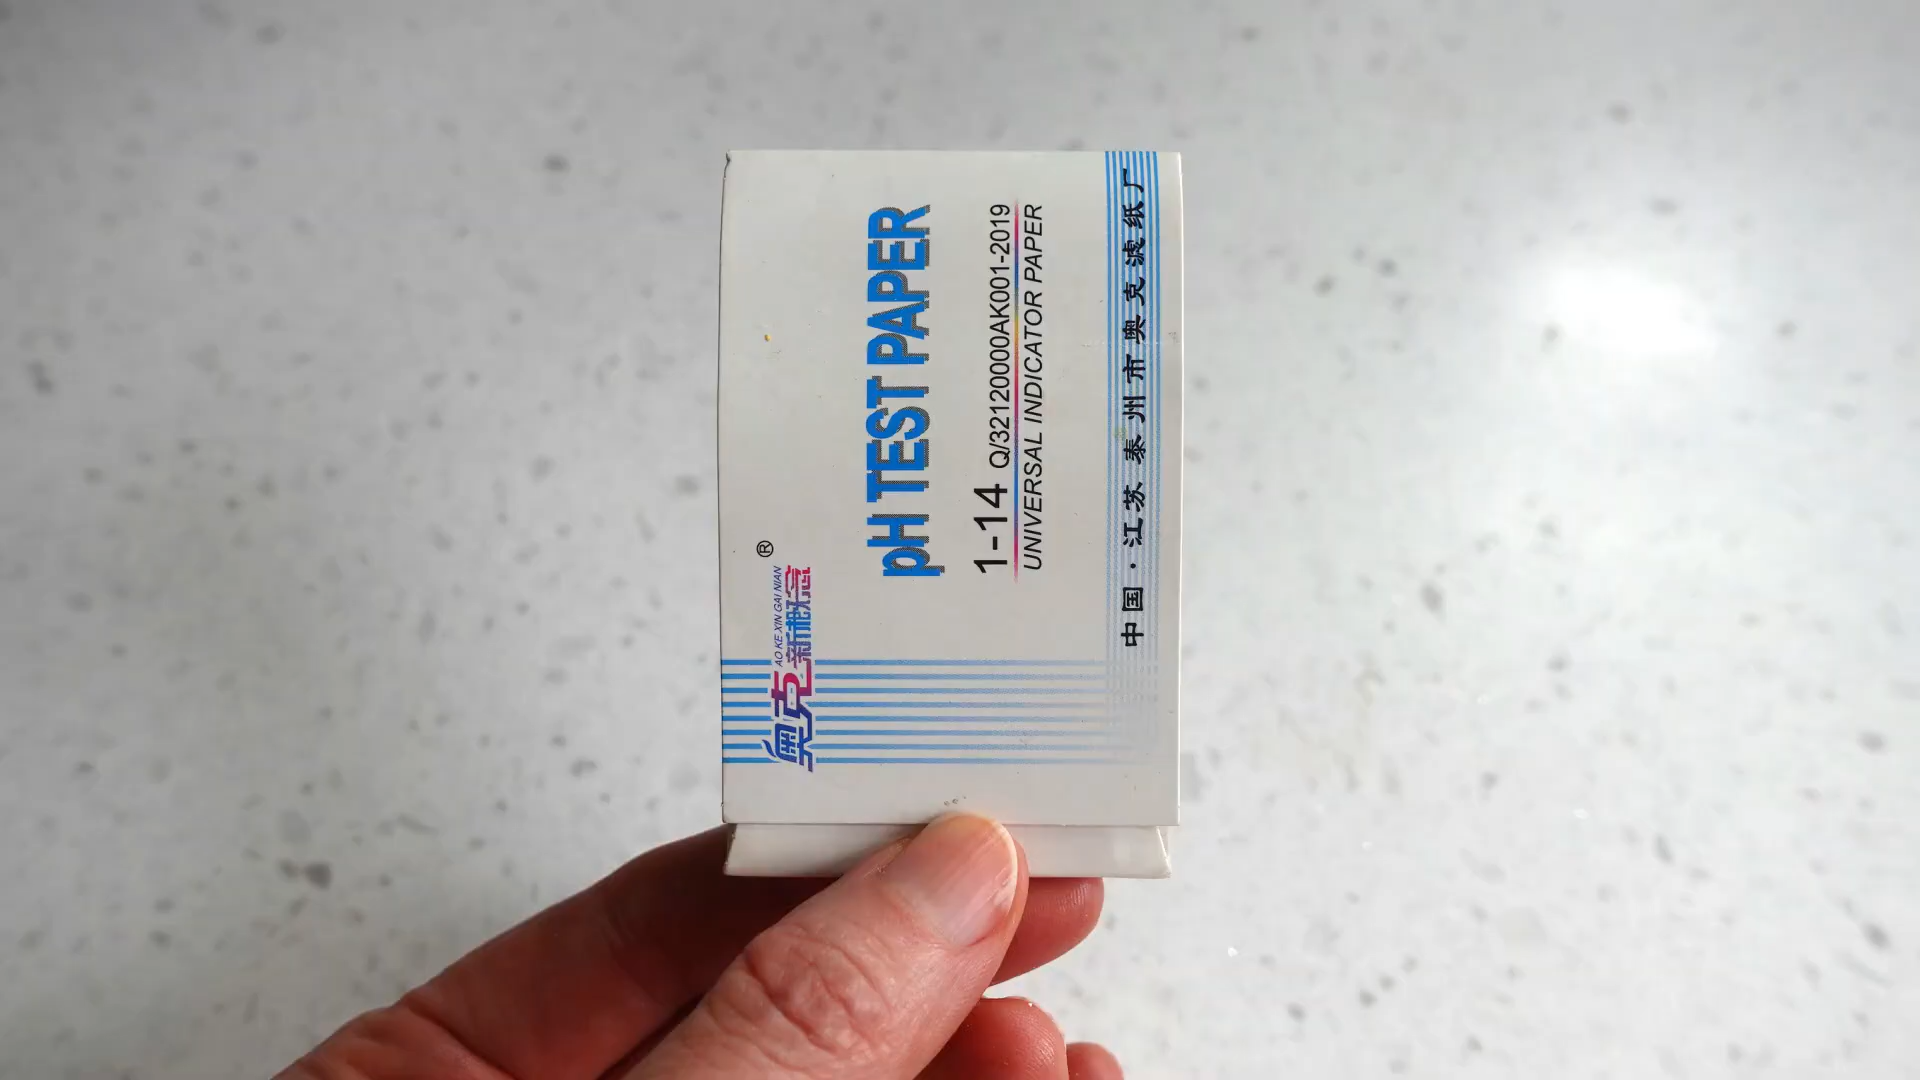 奥克新概念®
AO KE XIN GAI NIAN
pH TEST PAPER
1-14 Q/32120000AK001-2019
UNIVERSAL INDICATOR PAPER
中国·江苏 泰州市奥克滤纸厂